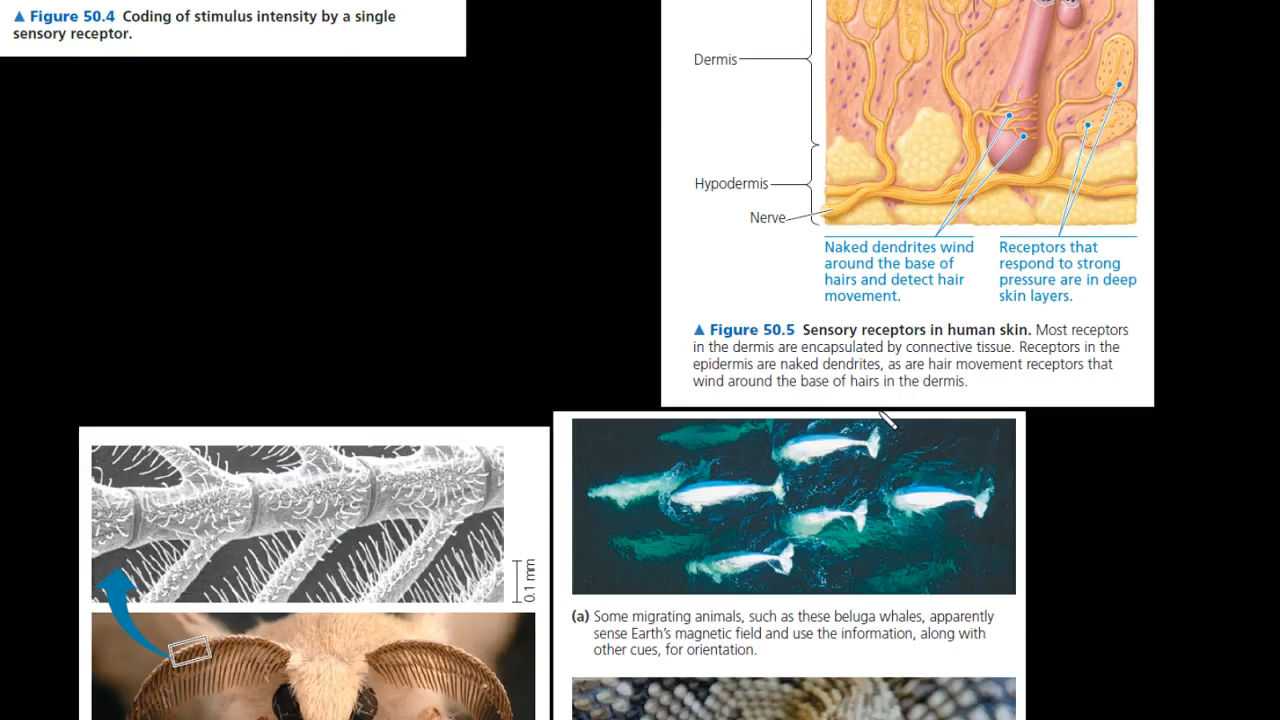 ▲ Figure 50.4 Coding of stimulus intensity by a single
sensory receptor.
Dermis
Hypodermis
Nerve
Naked dendrites wind
around the base of
hairs and detect hair
movement.
Receptors that
respond to strong
pressure are in deep
skin layers.
▲ Figure 50.5 Sensory receptors in human skin. Most receptors
in the dermis are encapsulated by connective tissue. Receptors in the
epidermis are naked dendrites, as are hair movement receptors that
wind around the base of hairs in the dermis.
0.1 mm
(a) Some migrating animals, such as these beluga whales, apparently
sense Earth's magnetic field and use the information, along with
other cues, for orientation.